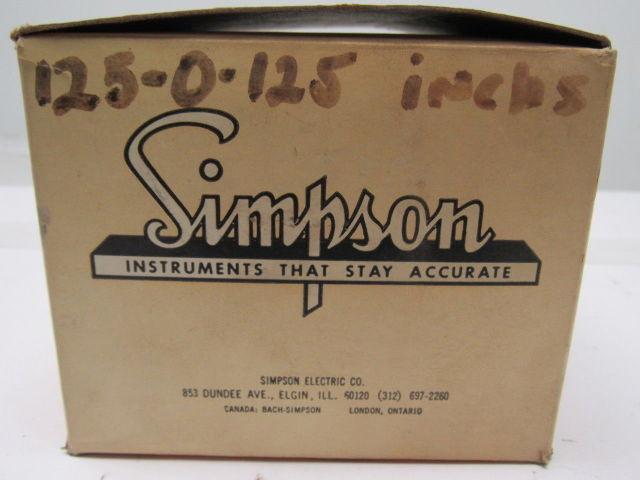 125-0-125 inchs
Simpson
INSTRUMENTS THAT STAY ACCURATE
SIMPSON ELECTRIC CO.
853 DUNDEE AVE., ELGIN, ILL. 60120 (312) 697-2260
CANADA: BACH-SIMPSON LONDON, ONTARIO